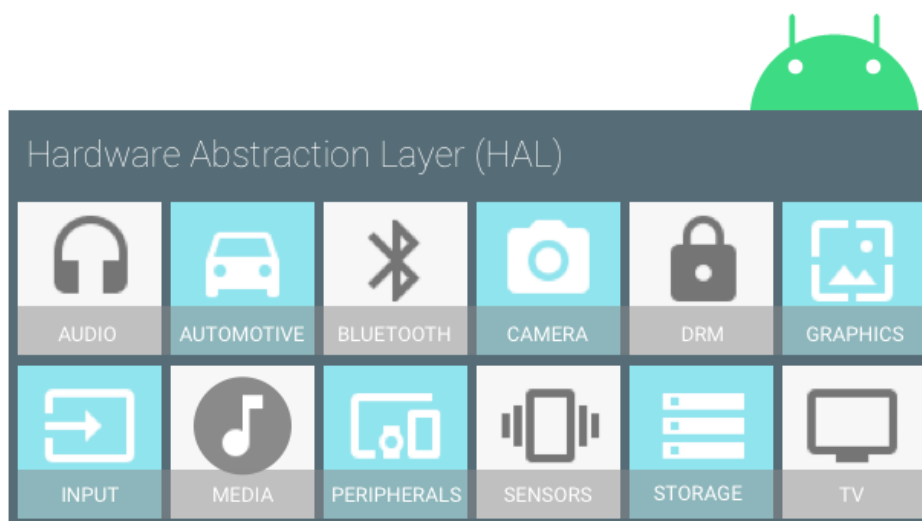 Hardware Abstraction Layer (HAL)
AUDIO AUTOMOTIVE BLUETOOTH CAMERA DRM GRAPHICS
INPUT MEDIA PERIPHERALS SENSORS STORAGE TV